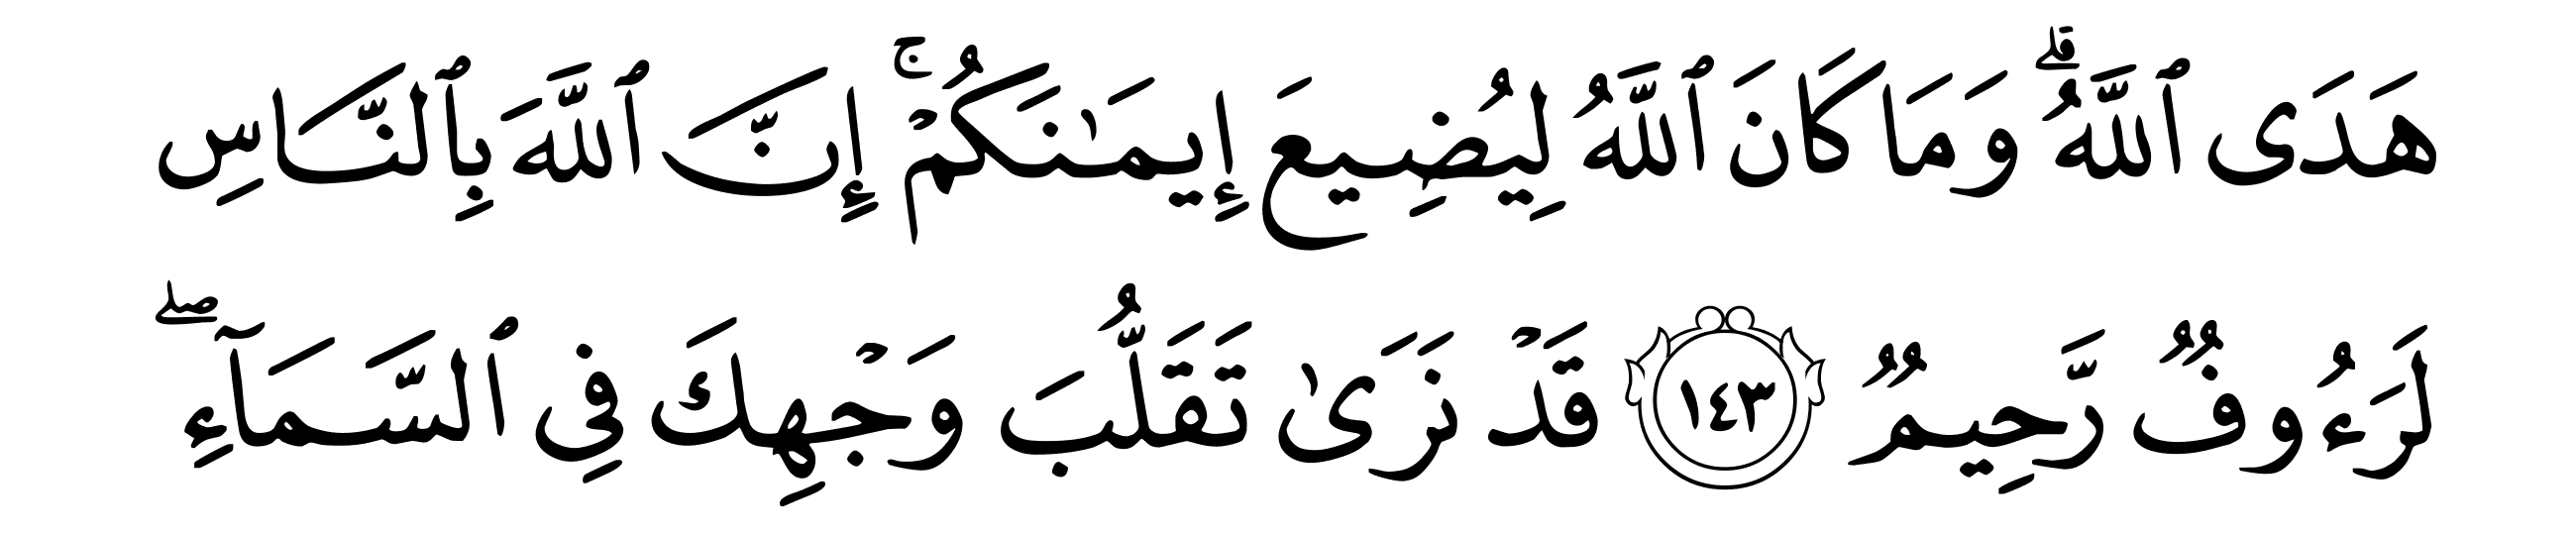 هَدَى ٱللَّهُۗ وَمَا كَانَ ٱللَّهُ لِيُضِيعَ إِيمَـٰنَكُمْۚ إِنَّ ٱللَّهَ بِٱلنَّاسِ
لَرَءُوفٌ رَّحِيمٌ ١٤٣ قَدْ نَرَىٰ تَقَلُّبَ وَجْهِكَ فِى ٱلسَّمَآءِۖ